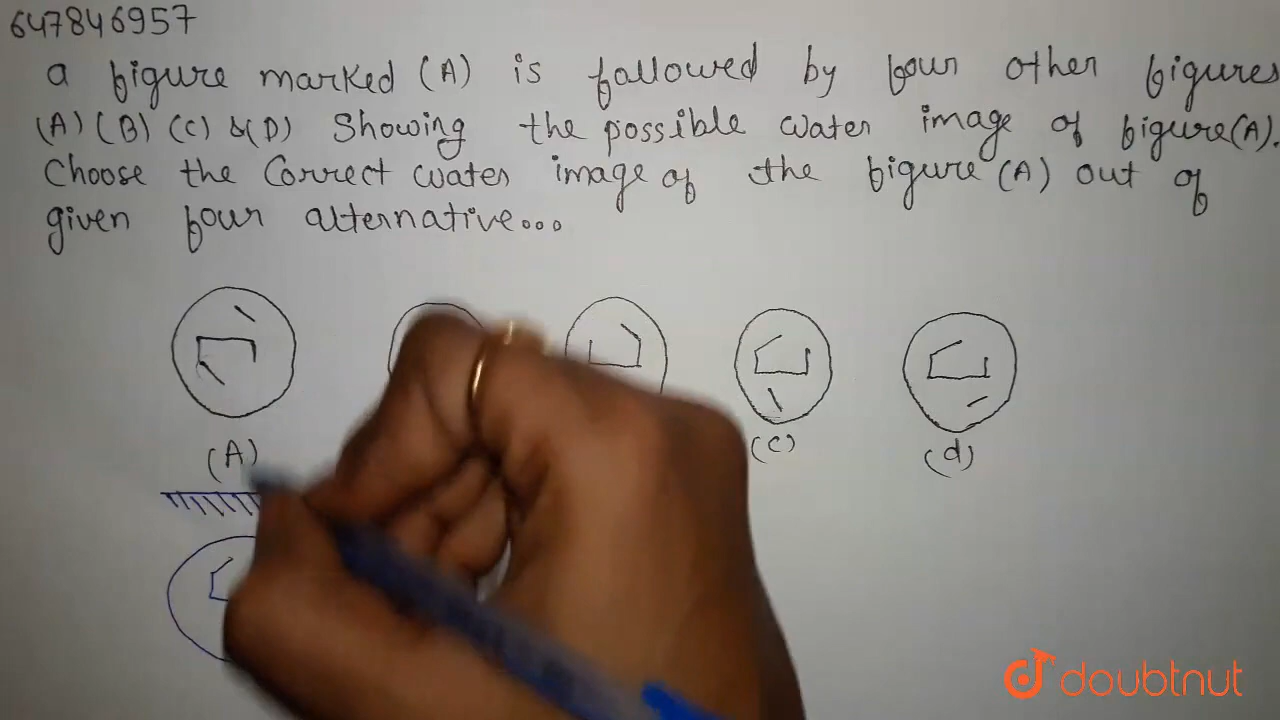 647846957
a figure marked (A) is followed by four other figures
(A) (B) (C) &(D) Showing the possible water image of figure(A).
Choose the Correct water image of the figure (A) out of
given four alternative...
(A) (c) (d)
doubtnut